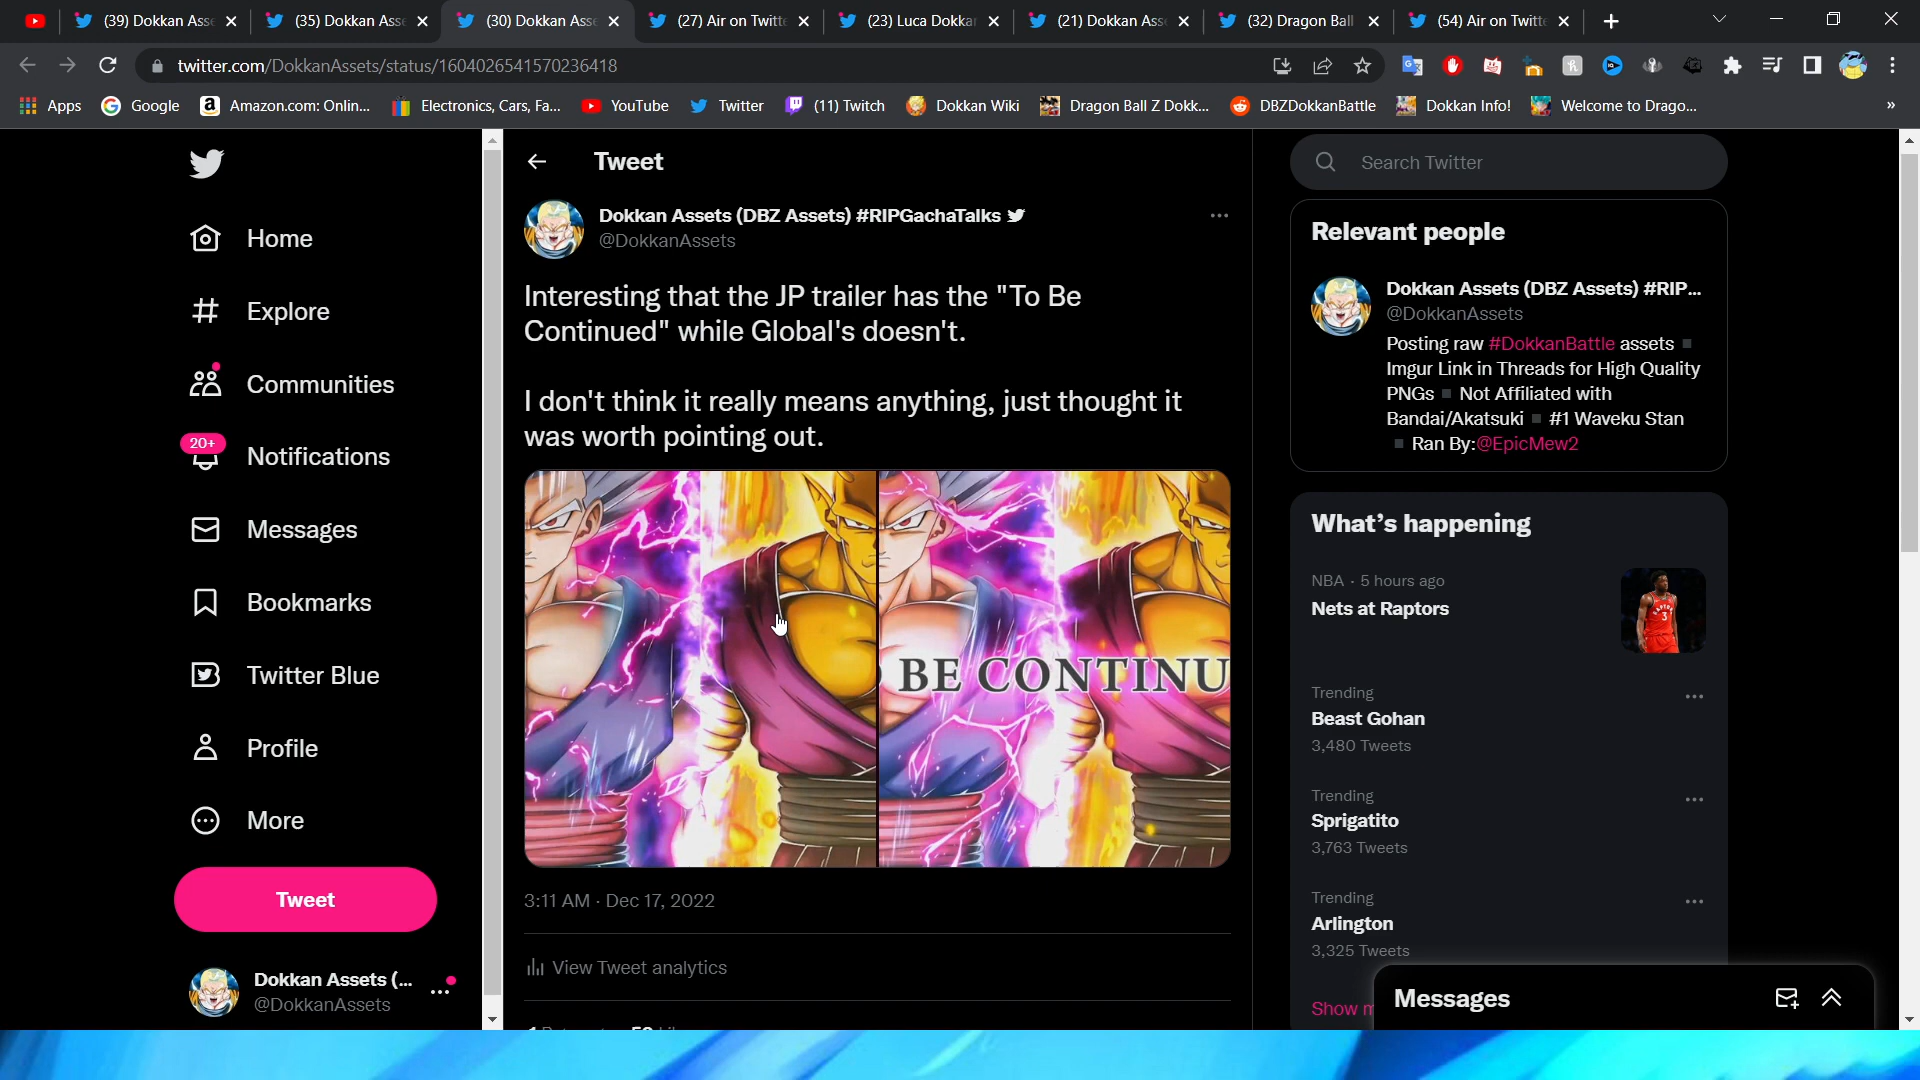 (39) Dokkan Ass
(35) Dokkan Ass
(30) Dokkan Ass
(27) Air on Twitt
(23) Luca Dokkan
(21) Dokkan Ass
(32) Dragon Ball
(54) Air on Twitt
twitter.com/DokkanAssets/status/1604026541570236418
Apps
Google
Amazon.com: Onlin...
Electronics, Cars, Fa...
YouTube
Twitter
(11) Twitch
Dokkan Wiki
Dragon Ball Z Dokk...
DBZDokkanBattle
Dokkan Info!
Welcome to Drago...
»
Home
Explore
Communities
20+
Notifications
Messages
Bookmarks
Twitter Blue
Profile
More
Tweet
Dokkan Assets (...
@DokkanAssets
Tweet
Dokkan Assets (DBZ Assets) #RIPGachaTalks
@DokkanAssets
Interesting that the JP trailer has the "To Be
Continued" while Global's doesn't.
I don't think it really means anything, just thought it
was worth pointing out.
BE CONTINU
3:11 AM · Dec 17, 2022
View Tweet analytics
Search Twitter
Relevant people
Dokkan Assets (DBZ Assets) #RIP...
@DokkanAssets
Posting raw #DokkanBattle assets ▪
Imgur Link in Threads for High Quality
PNGs ▪ Not Affiliated with
Bandai/Akatsuki ▪ #1 Waveku Stan
▪ Ran By:@EpicMew2
What's happening
NBA · 5 hours ago
Nets at Raptors
Trending
Beast Gohan
3,480 Tweets
Trending
Sprigatito
3,763 Tweets
Trending
Arlington
3,325 Tweets
Show
Messages